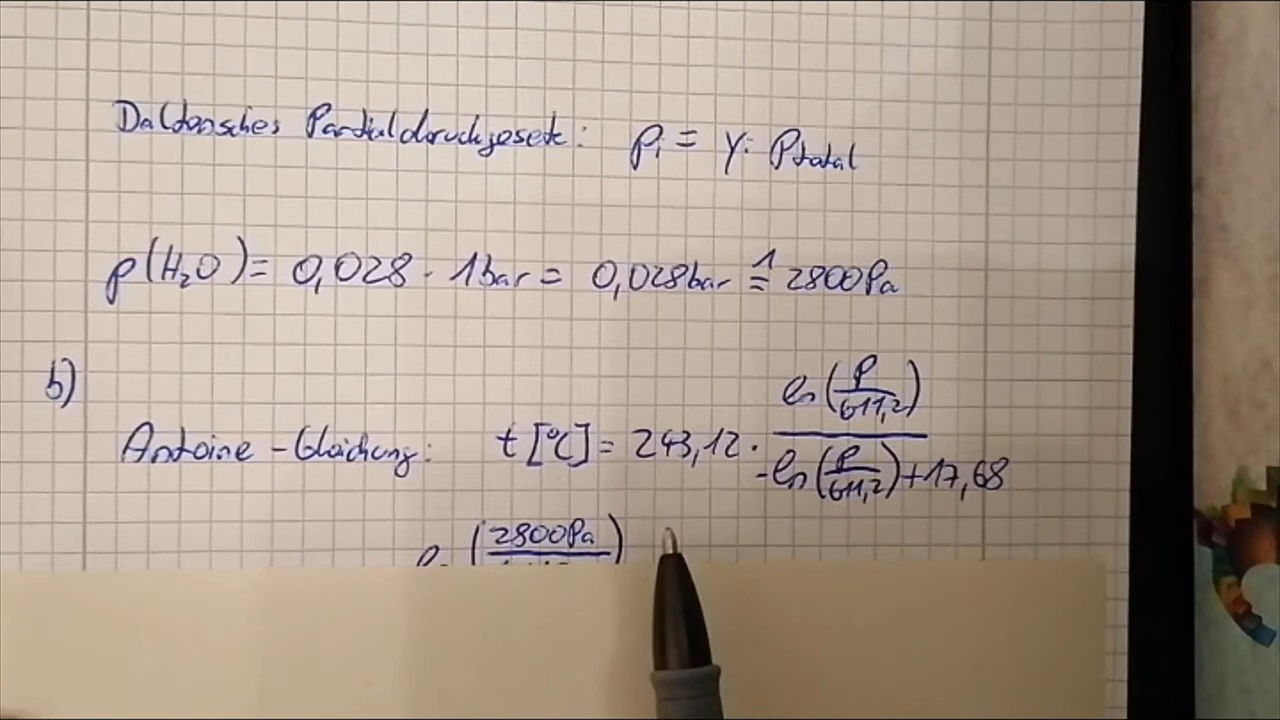 Daltonsches Partialdruckgesetz: pᵢ = yᵢ Ptotal
p(H₂O) = 0,028 · 1bar = 0,028bar ≙ 2800Pa
b)
Antoine-Gleichung: t [°C] = 243,12 · ln(P/611,2) / -ln(P/611,2)+17,68
(2800Pa)